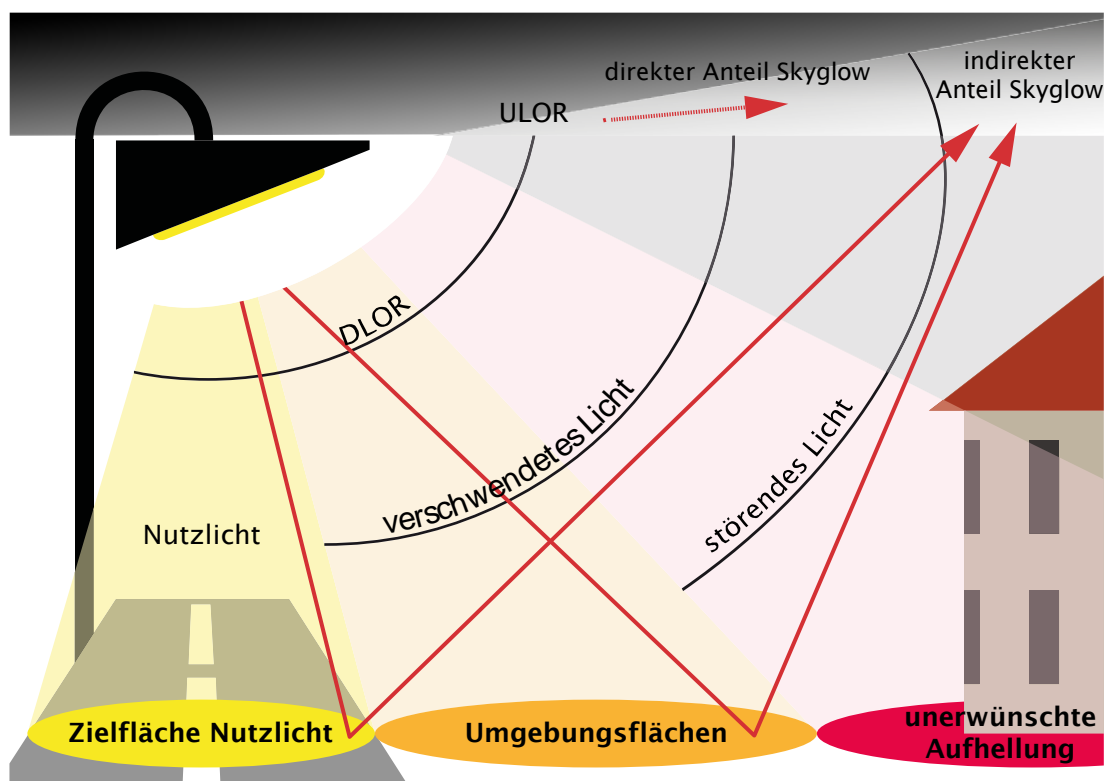 direkter Anteil Skyglow
indirekter
Anteil Skyglow
ULOR
DLOR
verschwendetes Licht
störendes Licht
Nutzlicht
Zielfläche Nutzlicht
Umgebungsflächen
unerwünschte
Aufhellung